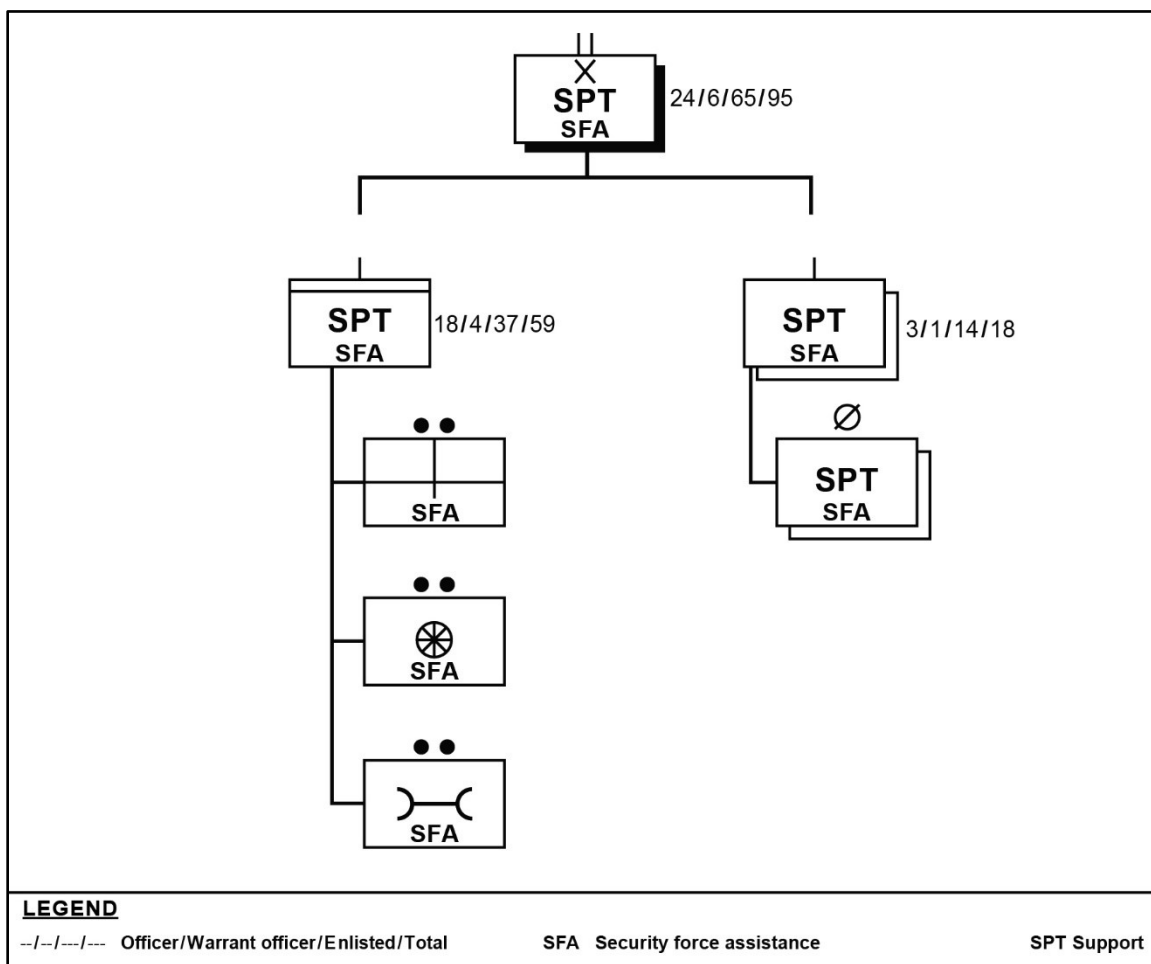 SPT
SFA
24/6/65/95
SPT
SFA
18/4/37/59
SPT
SFA
3/1/14/18
SFA
SPT
SFA
SFA
SFA
LEGEND
--/--/---/--- Officer/Warrant officer/Enlisted/Total SFA Security force assistance SPT Support